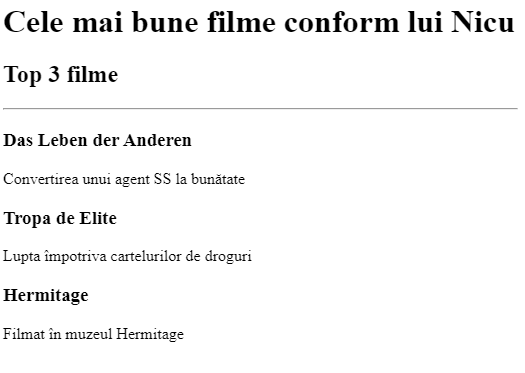 Cele mai bune filme conform lui Nicu
Top 3 filme
Das Leben der Anderen
Convertirea unui agent SS la bunătate
Tropa de Elite
Lupta împotriva cartelurilor de droguri
Hermitage
Filmat în muzeul Hermitage